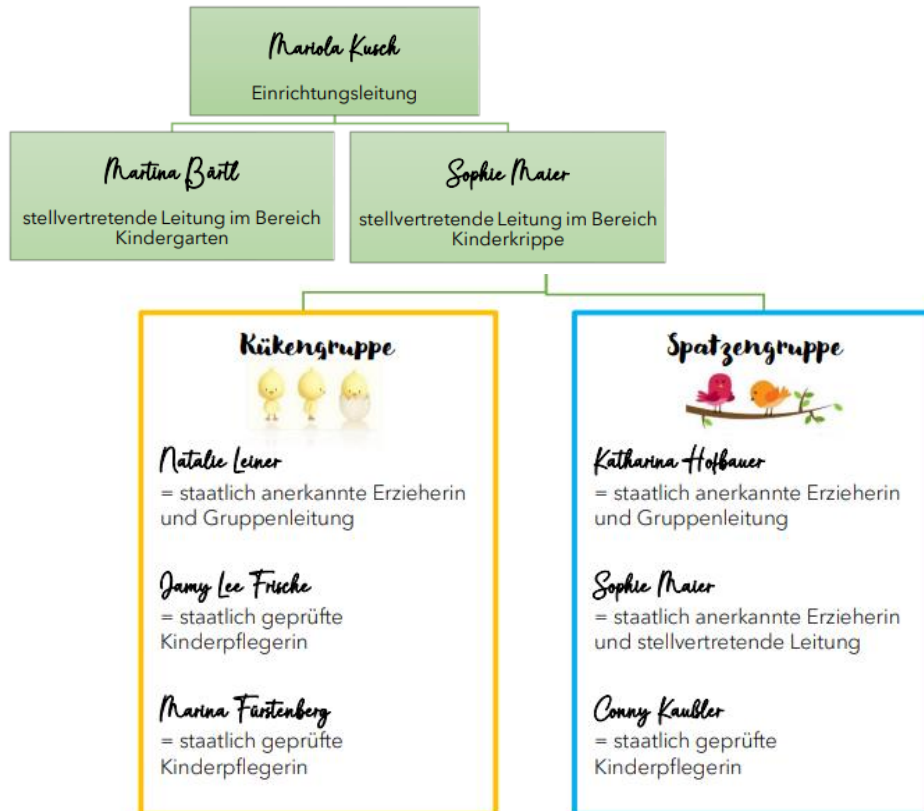 Mariola Kusch
Einrichtungsleitung
Martina Bärtl
stellvertretende Leitung im Bereich
Kindergarten
Sophie Maier
stellvertretende Leitung im Bereich
Kinderkrippe
Kükengruppe
Natalie Leiner
= staatlich anerkannte Erzieherin
und Gruppenleitung
Jamy Lee Frische
= staatlich geprüfte
Kinderpflegerin
Marina Fürstenberg
= staatlich geprüfte
Kinderpflegerin
Spatzengruppe
Katharina Hofbauer
= staatlich anerkannte Erzieherin
und Gruppenleitung
Sophie Maier
= staatlich anerkannte Erzieherin
und stellvertretende Leitung
Conny Kaußler
= staatlich geprüfte
Kinderpflegerin